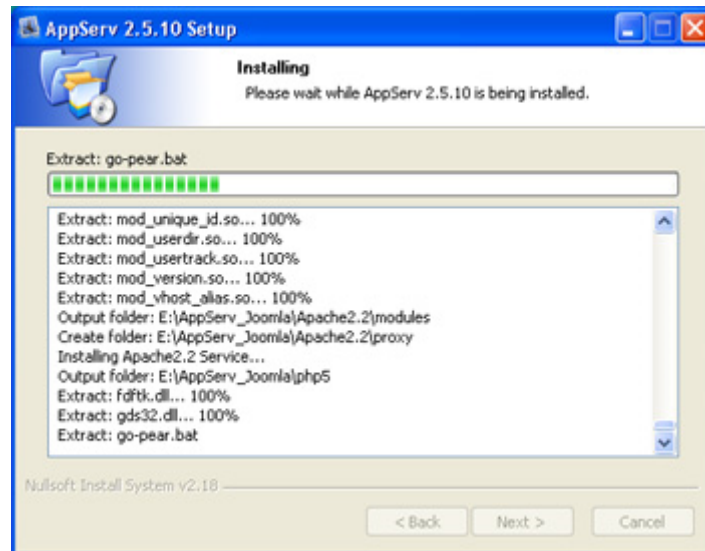 AppServ 2.5.10 Setup
Installing
Please wait while AppServ 2.5.10 is being installed.
Extract: go-pear.bat
Extract: mod_unique_id.so... 100%
Extract: mod_userdir.so... 100%
Extract: mod_usertrack.so... 100%
Extract: mod_version.so... 100%
Extract: mod_vhost_alias.so... 100%
Output folder: E:\AppServ_Joomla\Apache2.2\modules
Create folder: E:\AppServ_Joomla\Apache2.2\proxy
Installing Apache2.2 Service...
Output folder: E:\AppServ_Joomla\php5
Extract: fdftk.dll... 100%
Extract: gds32.dll... 100%
Extract: go-pear.bat
Nullsoft Install System v2.18
< Back
Next >
Cancel